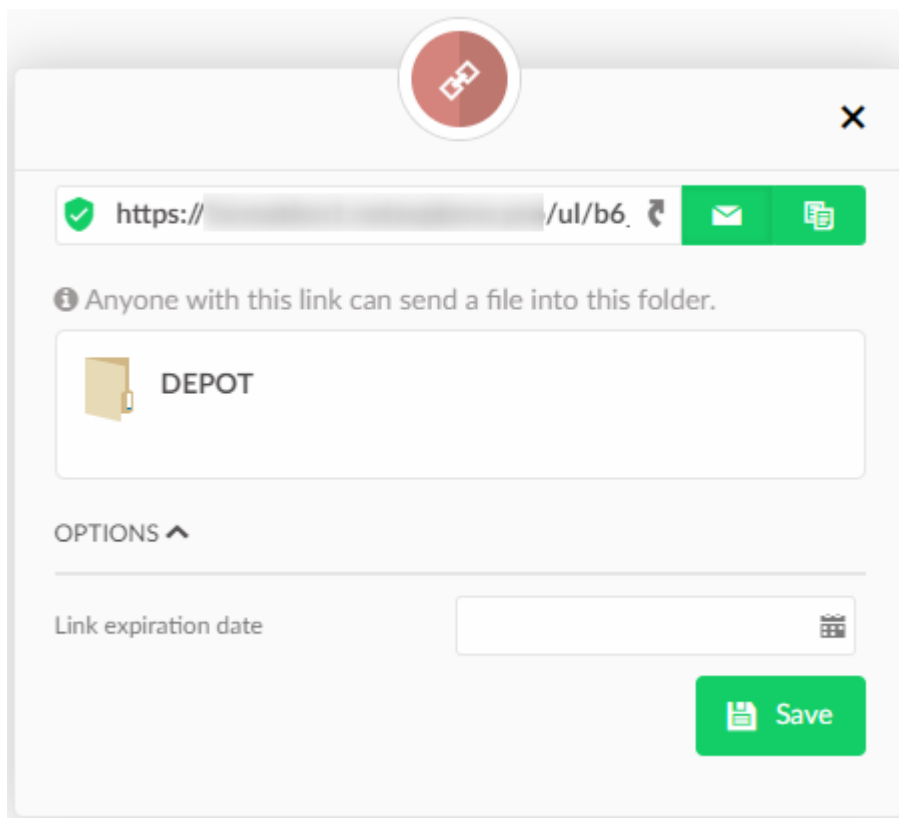 https:// /ul/b6_
Anyone with this link can send a file into this folder.
DEPOT
OPTIONS
Link expiration date
Save